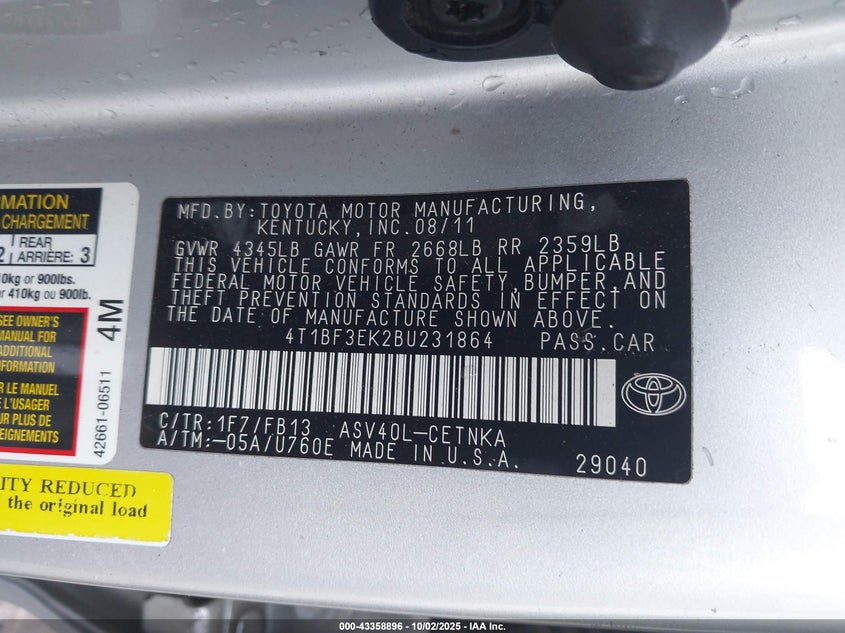 MATION
CHARGEMENT
2 REAR
ARRIÈRE: 3
0kg or 900lbs.
r 410kg ou 900lb.
SEE OWNER'S
MANUAL FOR
ADDITIONAL
INFORMATION.
R LE MANUEL
E L'USAGER
OUR PLUS DE
42661-06511
4M
ITY REDUCED
the original load
MFD.BY:TOYOTA MOTOR MANUFACTURING,
KENTUCKY,INC.08/11
GVWR 4345LB GAWR FR 2668LB RR 2359LB
THIS VEHICLE CONFORMS TO ALL APPLICABLE
FEDERAL MOTOR VEHICLE SAFETY,BUMPER,AND
THEFT PREVENTION STANDARDS IN EFFECT ON
THE DATE OF MANUFACTURE SHOWN ABOVE.
4T1BF3EK2BU231864 PASS.CAR
C/TR:1F7/FB13 ASV40L-CETNKA
A/TM:-05A/U760E MADE IN U.S.A.
29040
000-43358896 - 10/02/2025 - IAA Inc.